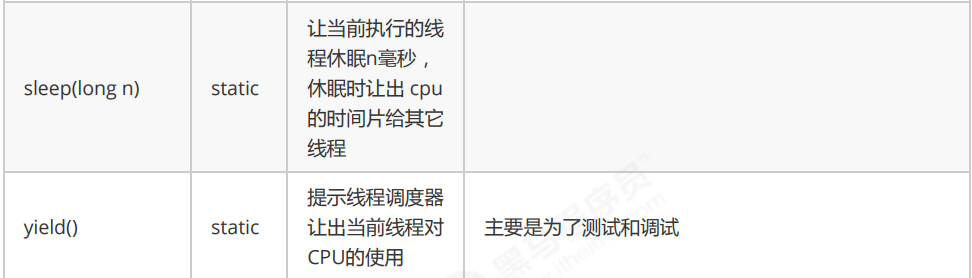 让当前执行的线
程休眠n毫秒，
sleep(long n) static 休眠时让出 cpu
的时间片给其它
线程
提示线程调度器
yield() static 让出当前线程对 主要是为了测试和调试
CPU的使用
黑马程序员